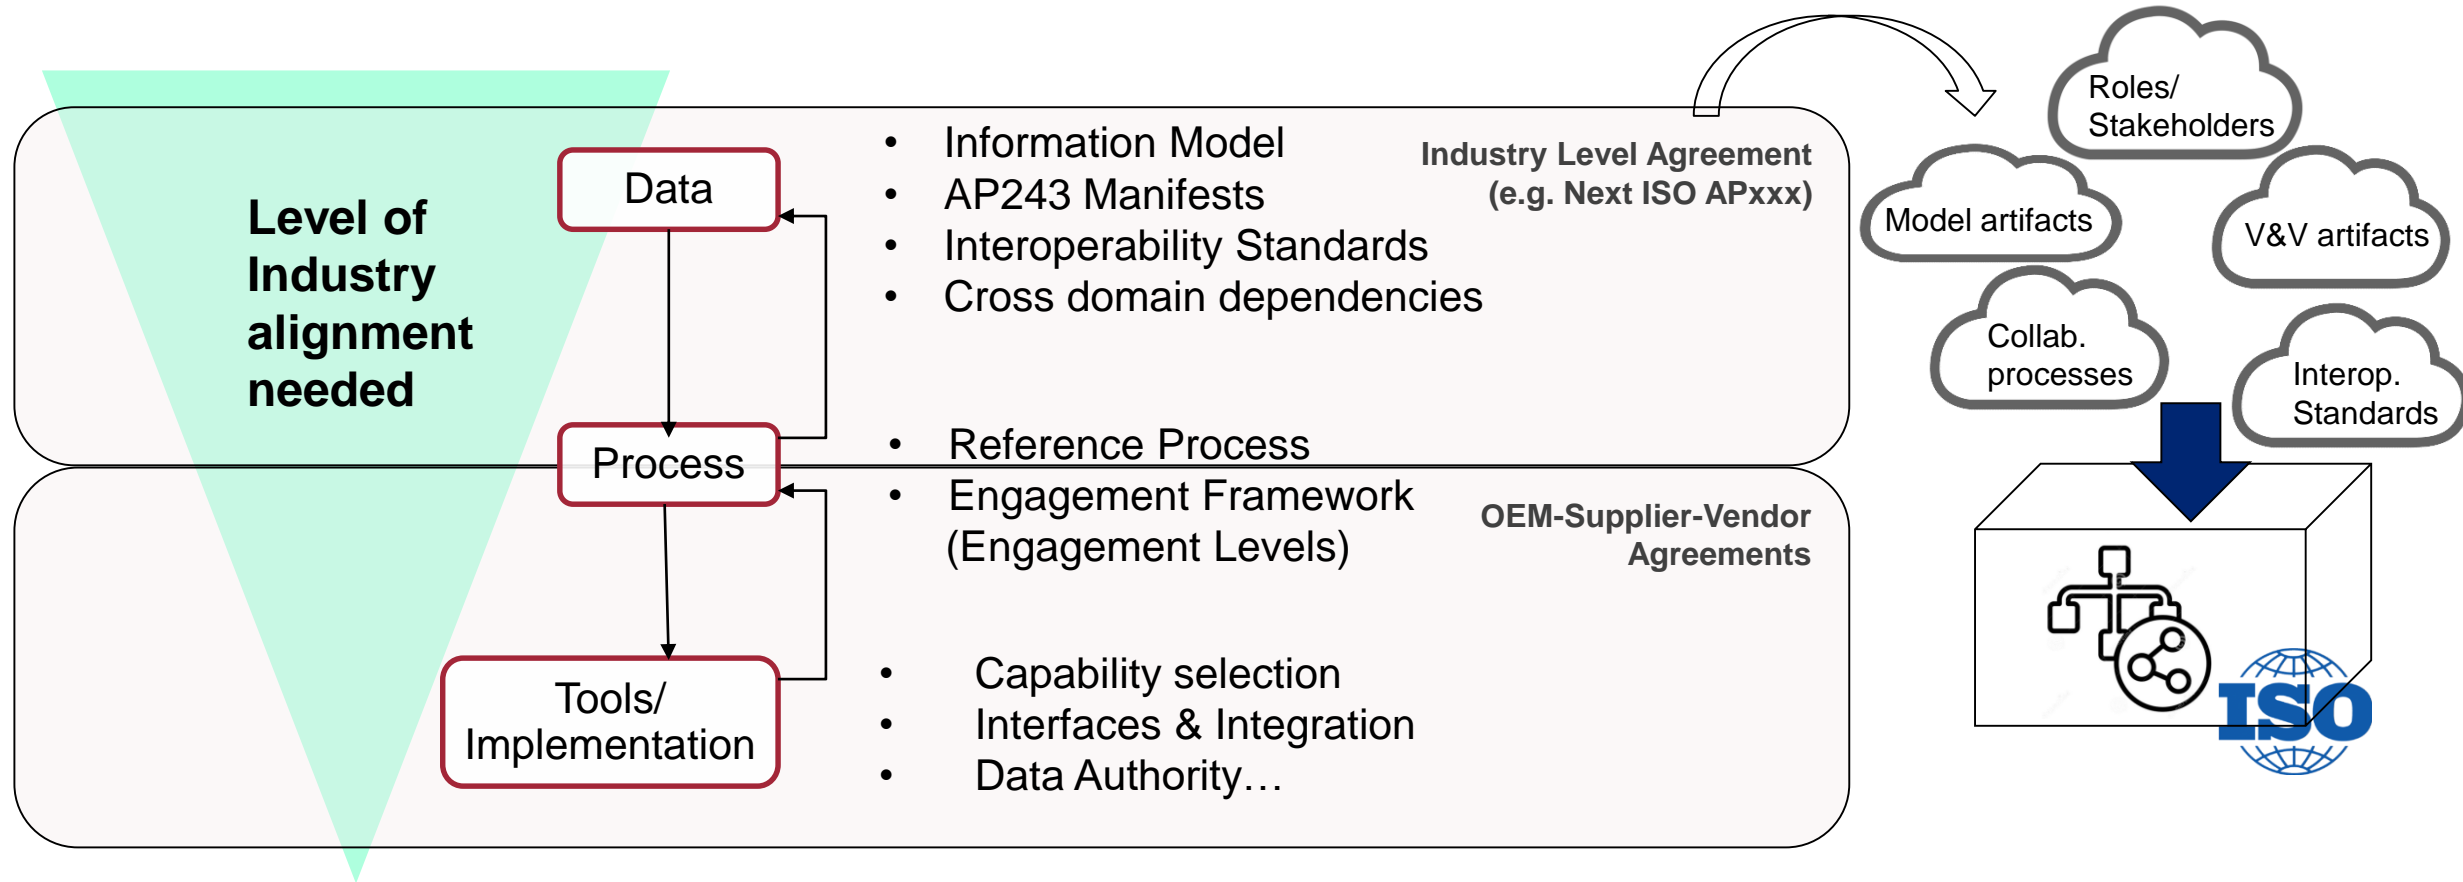 Level of
Industry
alignment
needed
Data
Process
Tools/
Implementation
• Information Model
• AP243 Manifests
• Interoperability Standards
• Cross domain dependencies
Industry Level Agreement
(e.g. Next ISO APxxx)
• Reference Process
• Engagement Framework
(Engagement Levels)
OEM-Supplier-Vendor
Agreements
• Capability selection
• Interfaces & Integration
• Data Authority…
Roles/
Stakeholders
Model artifacts
V&V artifacts
Collab.
processes
Interop.
Standards
ISO